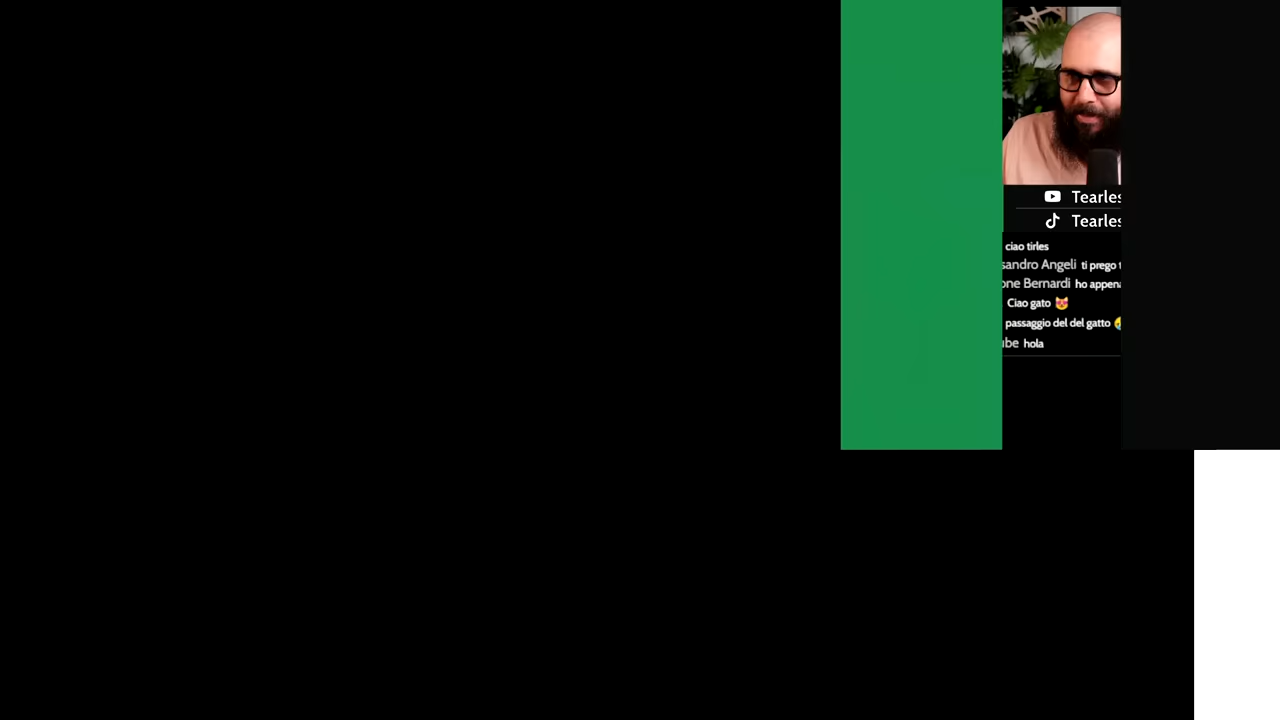 Tearles
Tearles
ciao tirles
sandro Angeli ti prego t
one Bernardi ho appena
Ciao gato 😻
passaggio del del gatto
ube hola